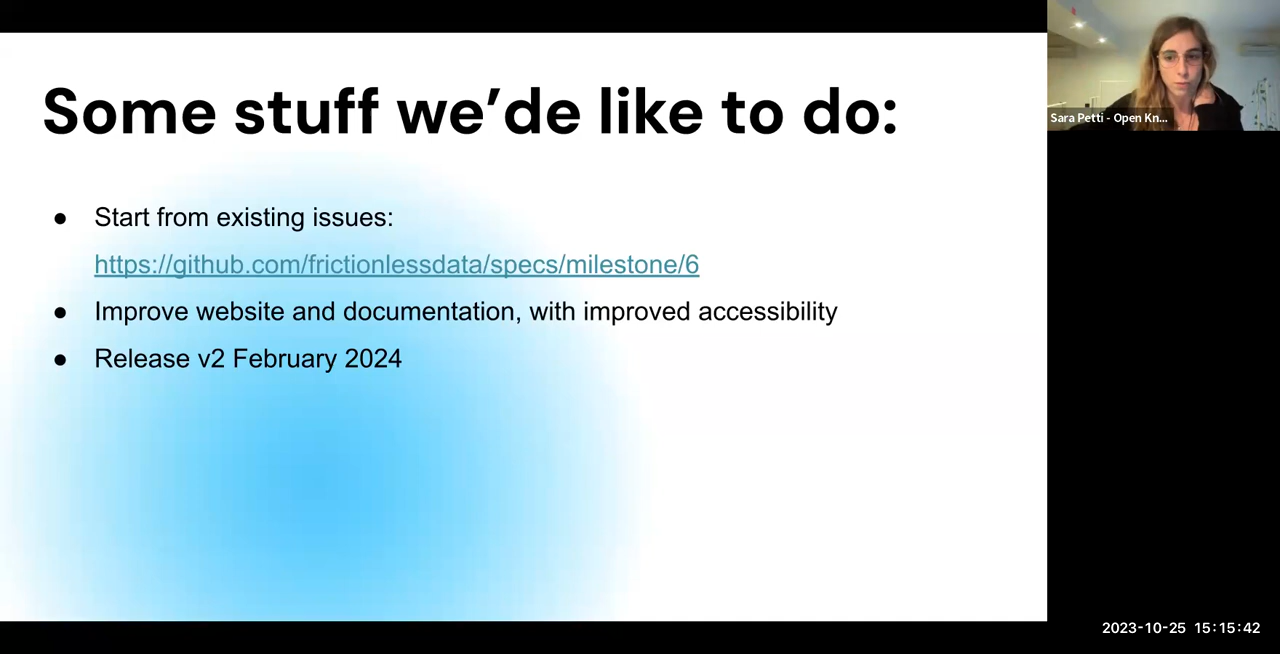 Some stuff we’de like to do:
● Start from existing issues:
https://github.com/frictionlessdata/specs/milestone/6
● Improve website and documentation, with improved accessibility
● Release v2 February 2024
Sara Petti - Open Kn...
2023-10-25 15:15:42